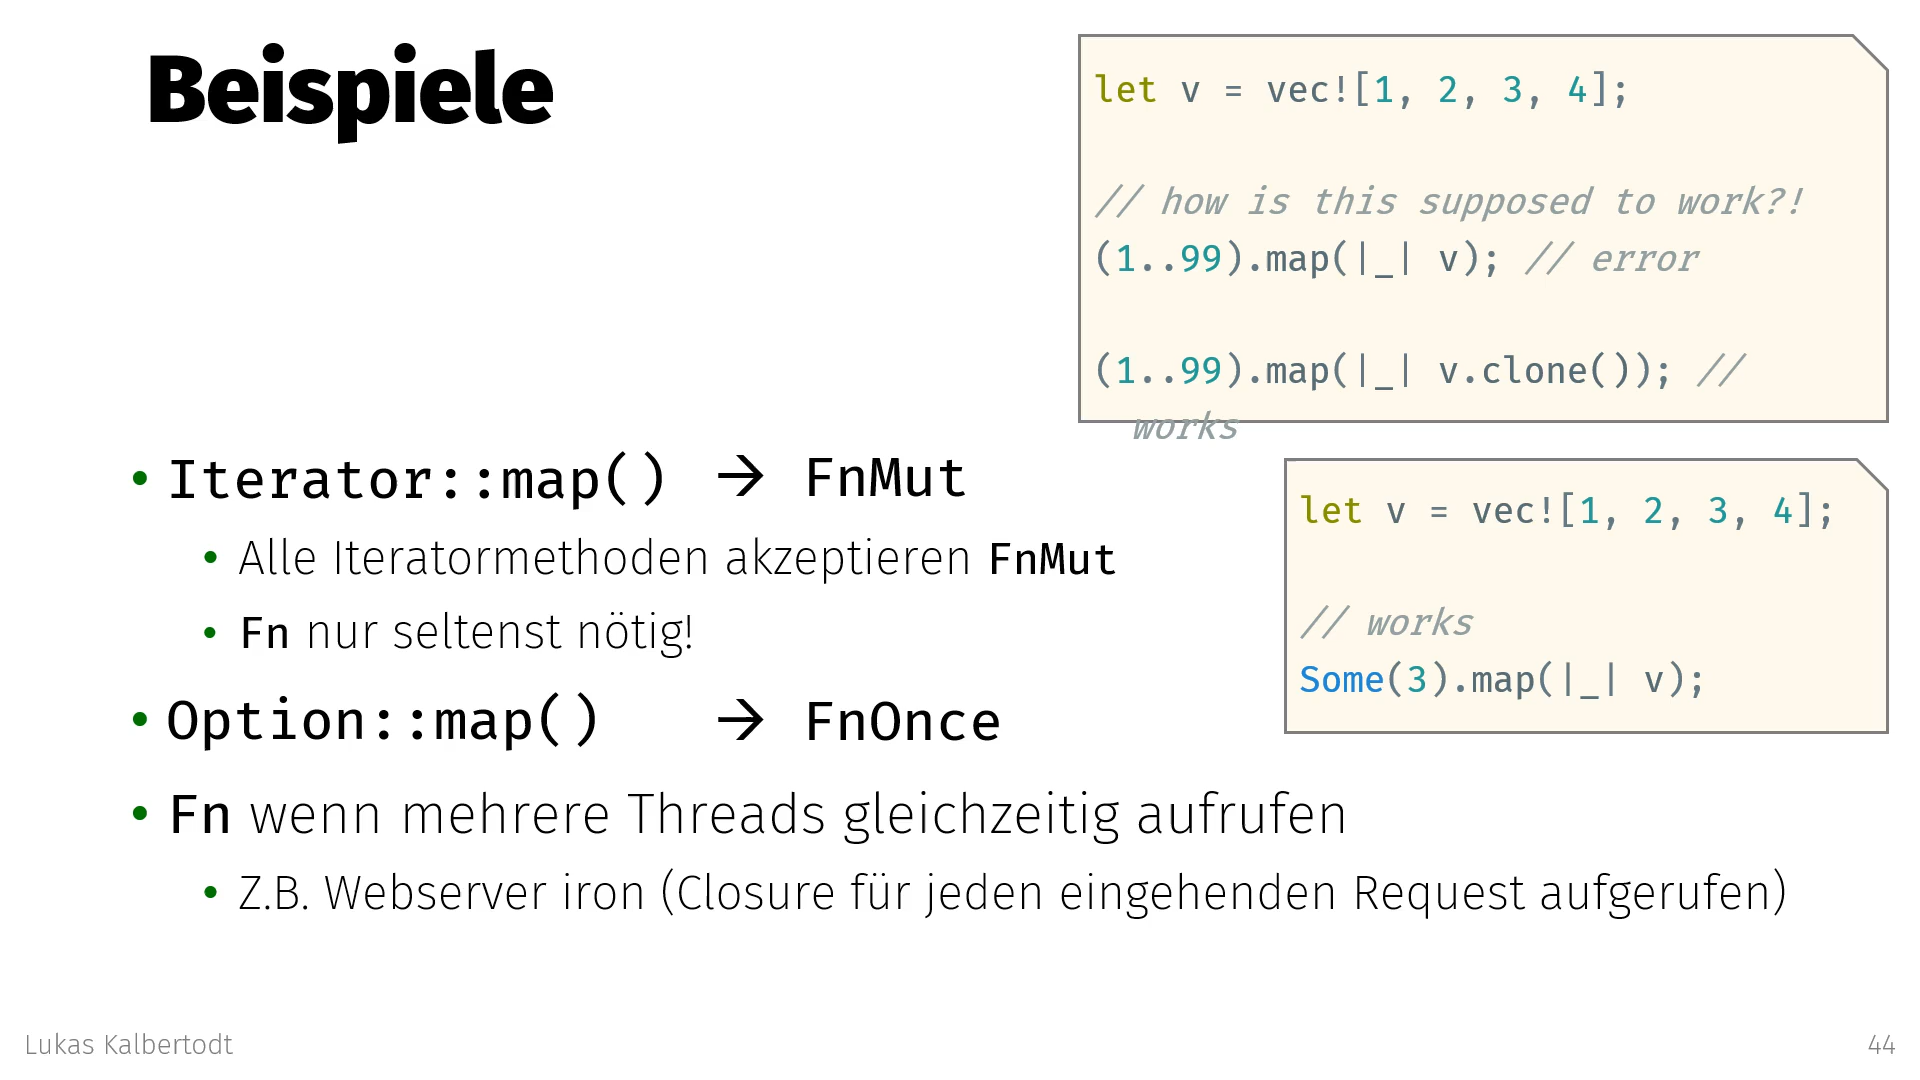 Beispiele
let v = vec![1, 2, 3, 4];
// how is this supposed to work?!
(1..99).map(|_| v); // error
(1..99).map(|_| v.clone()); //
works
• Iterator::map() → FnMut
• Alle Iteratormethoden akzeptieren FnMut
• Fn nur seltenst nötig!
let v = vec![1, 2, 3, 4];
// works
Some(3).map(|_| v);
• Option::map() → FnOnce
• Fn wenn mehrere Threads gleichzeitig aufrufen
• Z.B. Webserver iron (Closure für jeden eingehenden Request aufgerufen)
Lukas Kalbertodt
44